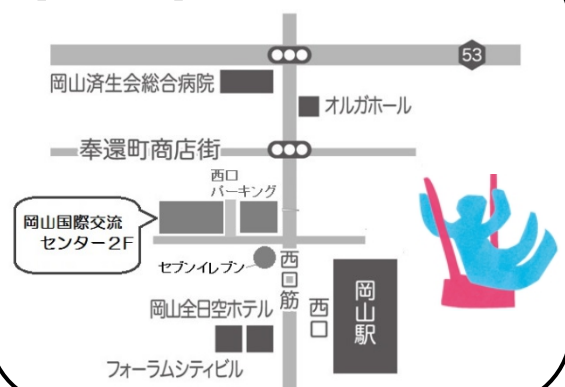 53
岡山済生会総合病院
オルガホール
奉還町商店街
西口
パーキング
岡山国際交流
センター2F
セブンイレブン
西口筋
岡山全日空ホテル
西口
岡山駅
フォーラムシティビル